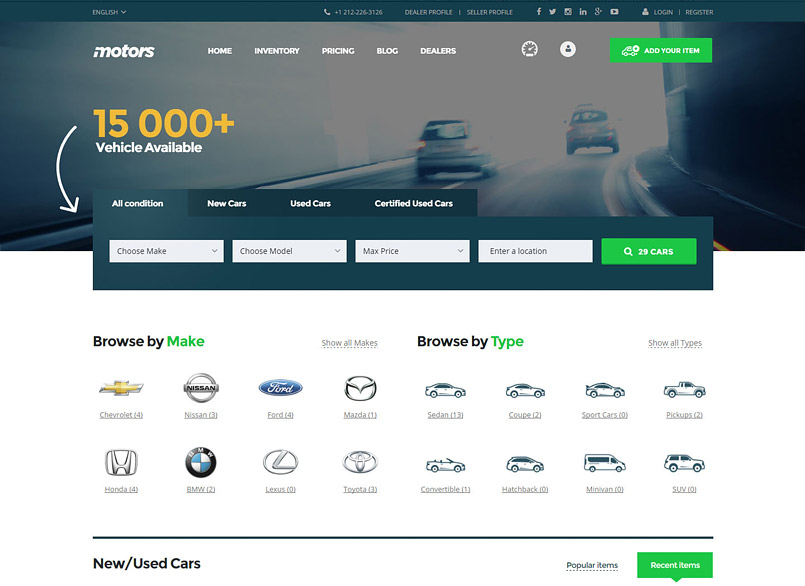 ENGLISH
+1 212-226-3126
DEALER PROFILE | SELLER PROFILE
LOGIN | REGISTER
motors
HOME
INVENTORY
PRICING
BLOG
DEALERS
ADD YOUR ITEM
15 000+
Vehicle Available
All condition
New Cars
Used Cars
Certified Used Cars
Choose Make
Choose Model
Max Price
Enter a location
29 CARS
Browse by Make
Show all Makes
Browse by Type
Show all Types
NISSAN
Ford
Chevrolet (4)
Nissan (3)
Ford (4)
Mazda (1)
Sedan (13)
Coupe (2)
Sport Cars (0)
Pickups (2)
BMW
Honda (4)
BMW (2)
Lexus (0)
Toyota (3)
Convertible (1)
Hatchback (0)
Minivan (0)
SUV (0)
New/Used Cars
Popular items
Recent items